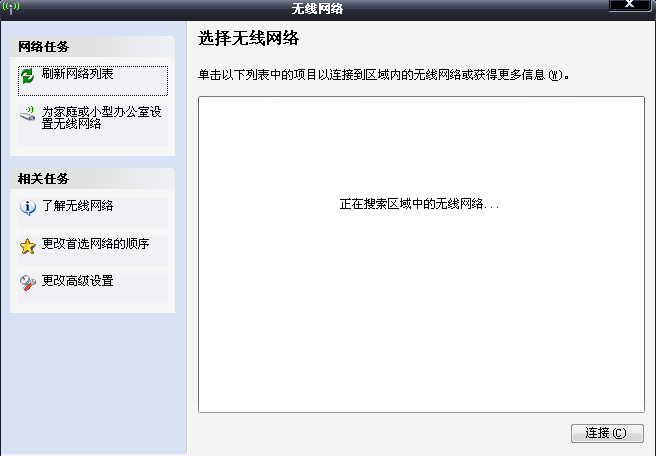 无线网络
网络任务
刷新网络列表
为家庭或小型办公室设
置无线网络
相关任务
了解无线网络
更改首选网络的顺序
更改高级设置
选择无线网络
单击以下列表中的项目以连接到区域内的无线网络或获得更多信息(W)。
正在搜索区域中的无线网络...
连接(C)